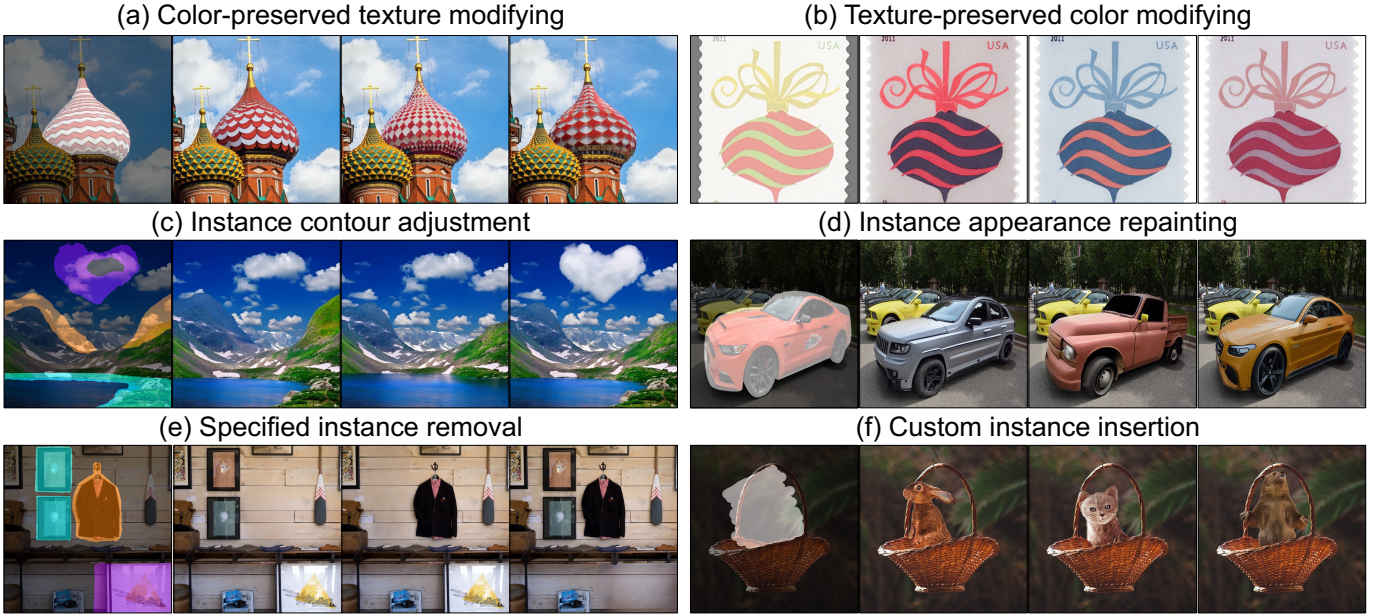 (a) Color-preserved texture modifying
(b) Texture-preserved color modifying
2011
USA
2011
USA
2011
USA
2011
USA
(c) Instance contour adjustment
(d) Instance appearance repainting
(e) Specified instance removal
(f) Custom instance insertion